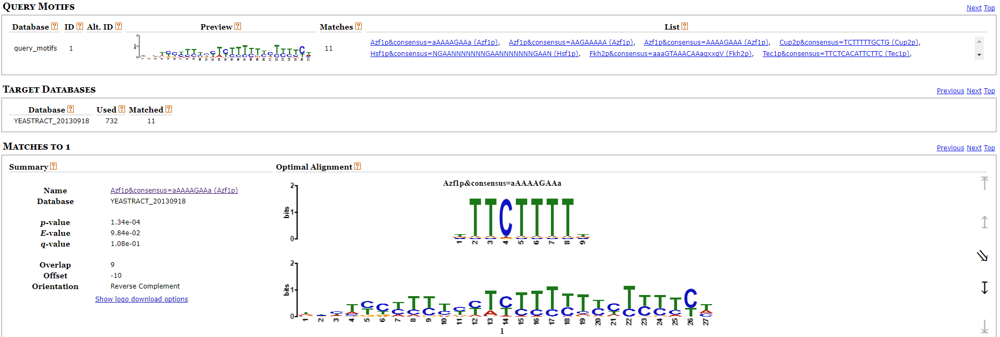 QUERY MOTIFS
Next Top
Database ? ID ? Alt. ID ? Preview ? Matches ? List ?
query_motifs 1 11 Azf1p&consensus=aAAAAGAAa (Azf1p), Azf1p&consensus=AAGAAAAA (Azf1p), Azf1p&consensus=AAAAGAAA (Azf1p), Cup2p&consensus=TCTTTTTGCTG (Cup2p),
Hsf1p&consensus=NGAANNNNNNNGAANNNNNNNGAAN (Hsf1p), Fkh2p&consensus=aaaGTAAACAAaqxxqV (Fkh2p), Tec1p&consensus=TTCTCACATTCTTC (Tec1p),
TARGET DATABASES
Previous Next Top
Database ? Used ? Matched ?
YEASTRACT_20130918 732 11
MATCHES TO 1
Previous Next Top
Summary ?
Name Azf1p&consensus=aAAAAGAAa (Azf1p)
Database YEASTRACT_20130918
p-value 1.34e-04
E-value 9.84e-02
q-value 1.08e-01
Overlap 9
Offset -10
Orientation Reverse Complement
Show logo download options
Optimal Alignment ?
Azf1p&consensus=aAAAAGAAa
2
bits
1
0
TTCTTTT
1 2 3 4 5 6 7 8 9
2
bits
1
0
1 2 3 4 5 6 7 8 9 10 11 12 13 14 15 16 17 18 19 20 21 22 23 24 25 26 27
1